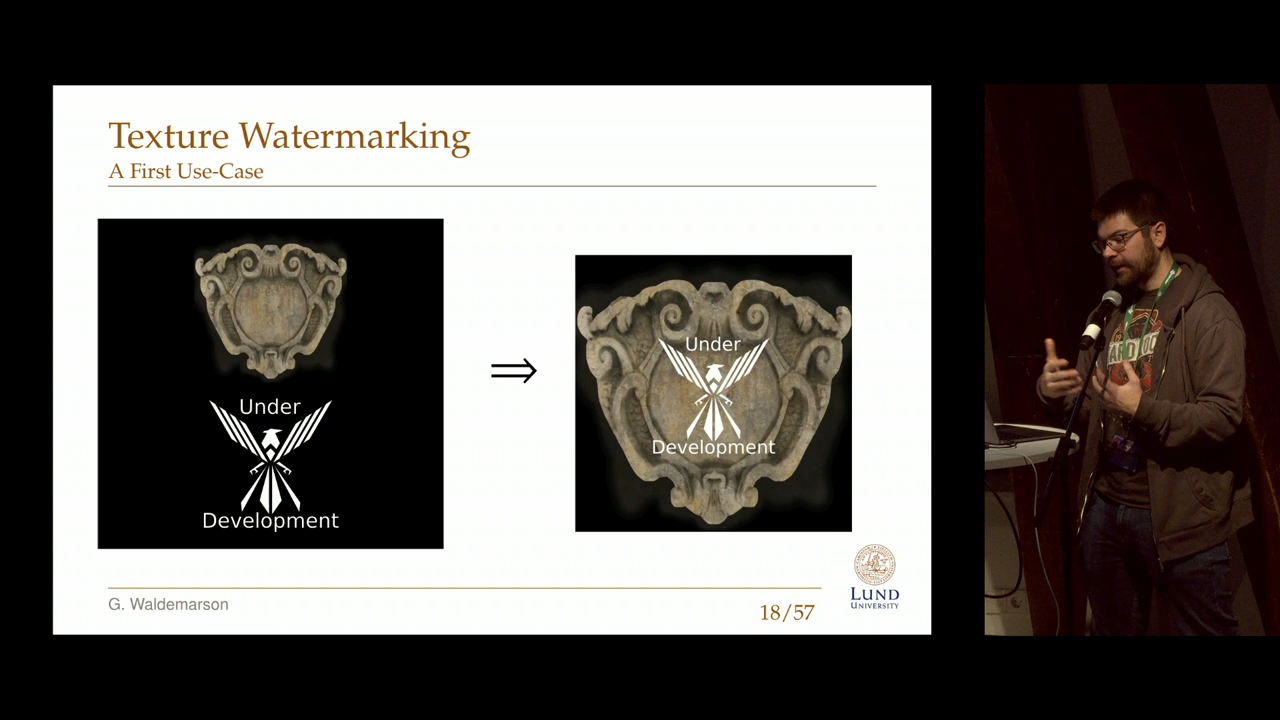 Texture Watermarking
A First Use-Case
Under
Development
Under
Development
G. Waldemarson
18/57
LUND
UNIVERSITY